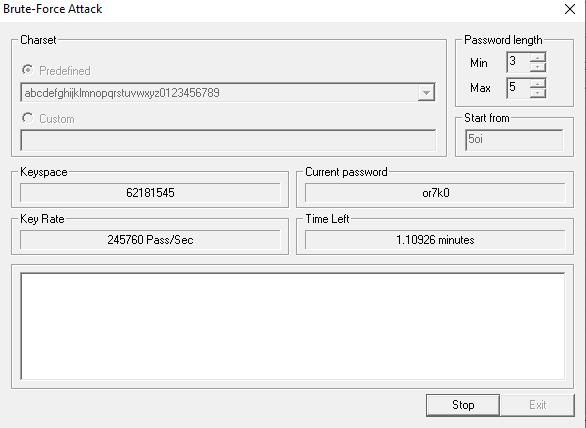 Brute-Force Attack
Charset
Predefined
abcdefghijklmnopqrstuvwxyz0123456789
Custom
Password length
Min 3
Max 5
Start from
5oi
Keyspace
62181545
Current password
or7k0
Key Rate
245760 Pass/Sec
Time Left
1.10926 minutes
Stop
Exit